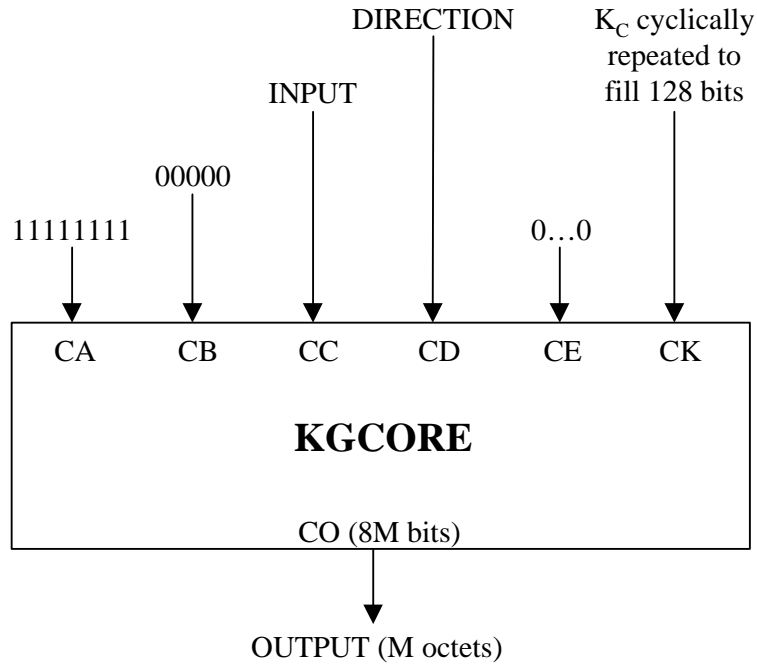 DIRECTION
K_C cyclically
repeated to
fill 128 bits
INPUT
00000
11111111
0…0
CA CB CC CD CE CK
KGCORE
CO (8M bits)
OUTPUT (M octets)